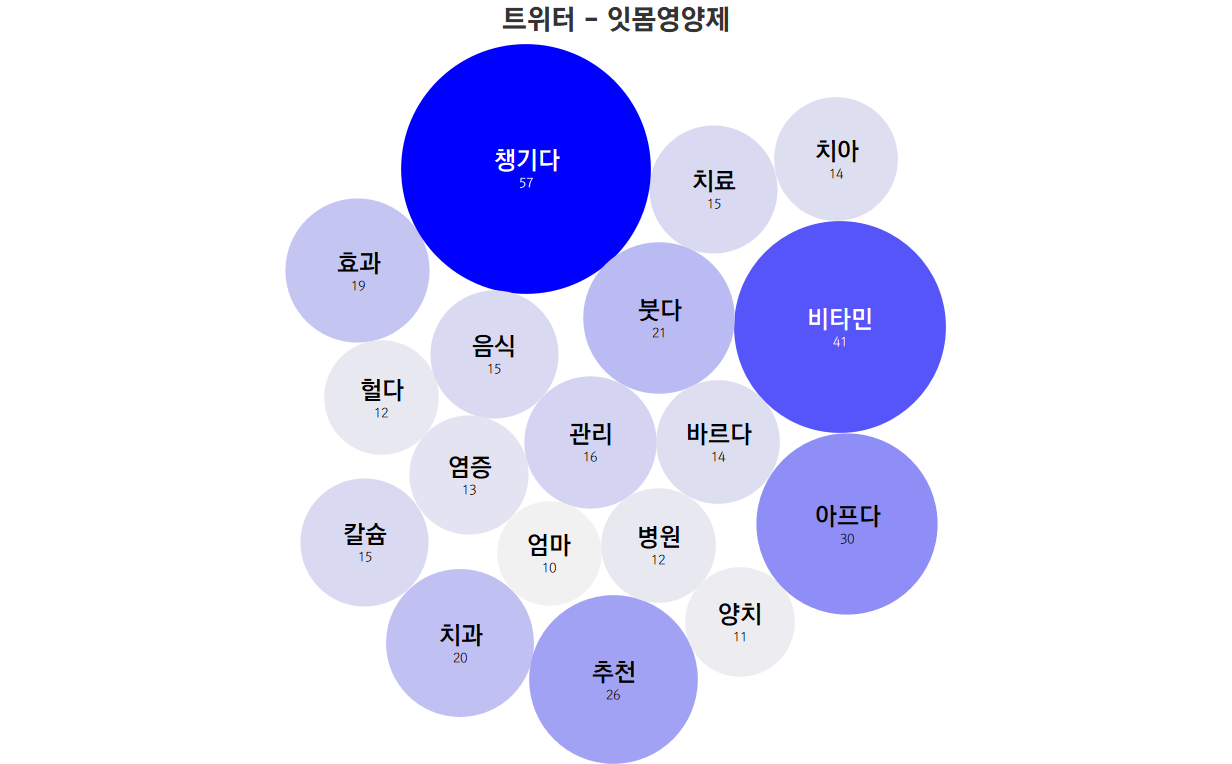 트위터 - 잇몸영양제
챙기다
57
치료
15
치아
14
효과
19
붓다
21
비타민
41
음식
15
헐다
12
관리
16
바르다
14
염증
13
아프다
30
칼슘
15
엄마
10
병원
12
양치
11
치과
20
추천
26